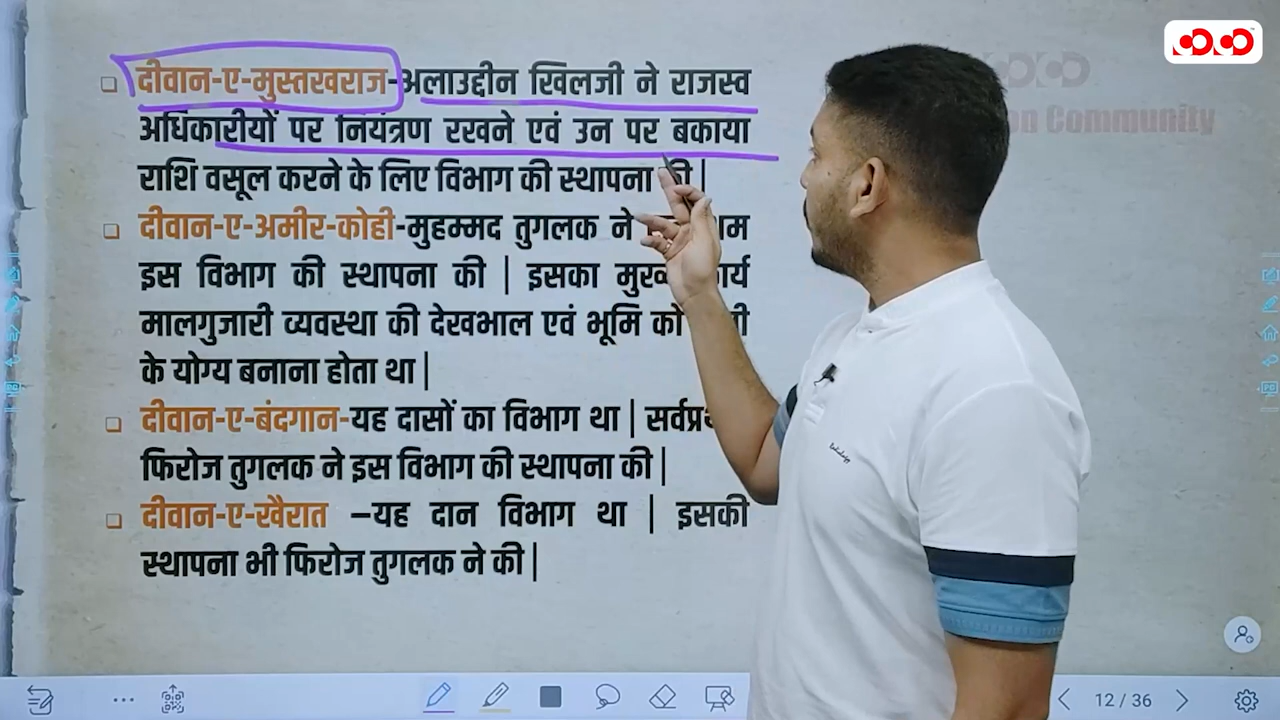 दीवान-ए-मुस्तखराज-अलाउद्दीन खिलजी ने राजस्व
अधिकारीयों पर नियंत्रण रखने एवं उन पर बकाया
राशि वसूल करने के लिए विभाग की स्थापना की |
दीवान-ए-अमीर-कोही-मुहम्मद तुगलक ने
इस विभाग की स्थापना की | इसका
मालगुजारी व्यवस्था की देखभाल एवं भूमि को
के योग्य बनाना होता था |
दीवान-ए-बंदगान-यह दासों का विभाग था |
फिरोज तुगलक ने इस विभाग की स्थापना की |
दीवान-ए-खैरात –यह दान विभाग था | इसकी
स्थापना भी फिरोज तुगलक ने की |
Community
12 / 36